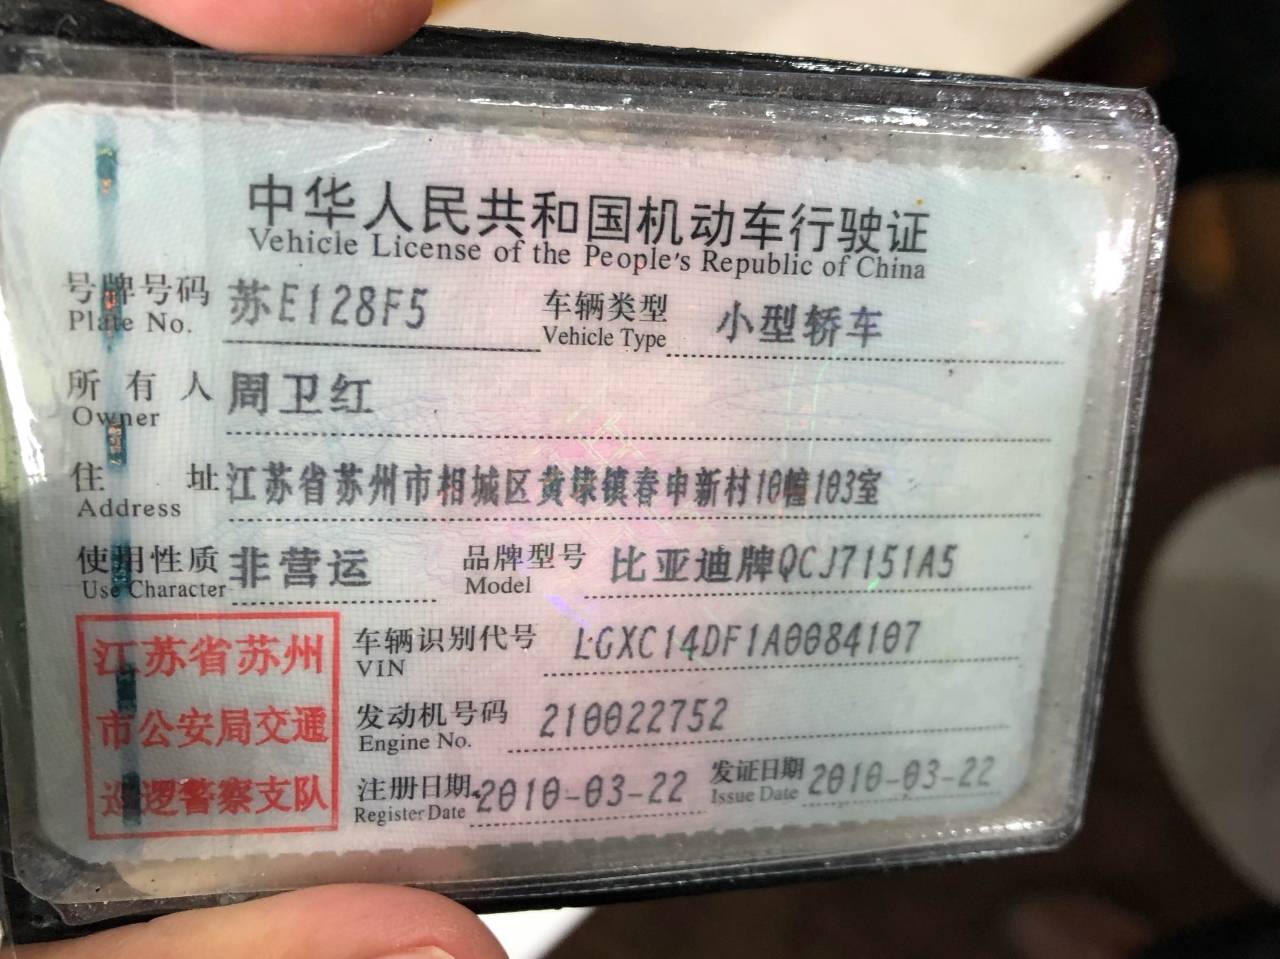 中华人民共和国机动车行驶证
Vehicle License of the People's Republic of China
号牌号码 苏E128F5 车辆类型 小型轿车
Plate No. Vehicle Type
所有人 周卫红
Owner
住址 江苏省苏州市相城区黄埭镇春申新村10幢103室
Address
使用性质 非营运 品牌型号 比亚迪牌QCJ7151A5
Use Character Model
江苏省苏州
市公安局交通
巡逻警察支队
车辆识别代号 LGXC14DF1A0084107
VIN
发动机号码 210022752
Engine No.
注册日期 2010-03-22 发证日期 2010-03-22
Register Date Issue Date